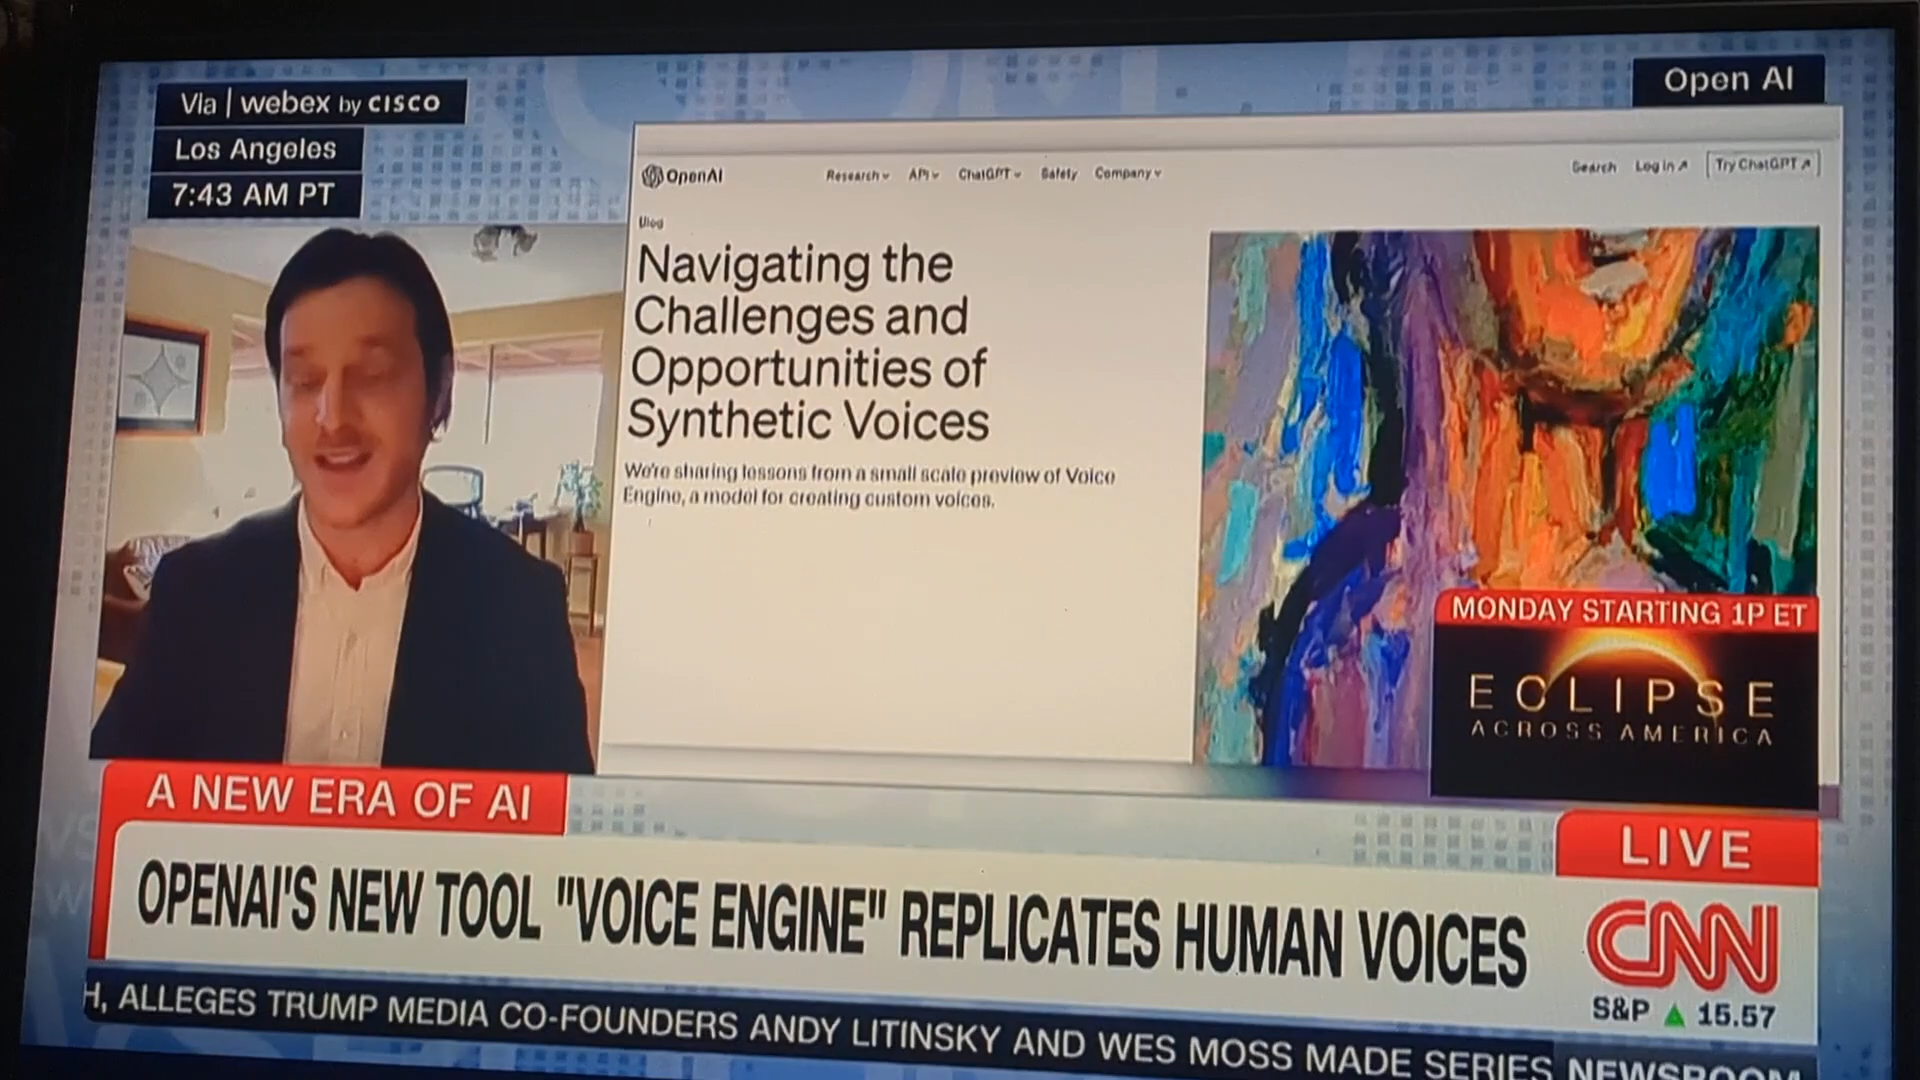 Via | webex by CISCO
Los Angeles
7:43 AM PT
Open AI
OpenAI
Research API ChatGPT Safety Company
Search Log in Try ChatGPT
Blog
Navigating the
Challenges and
Opportunities of
Synthetic Voices
We're sharing lessons from a small scale preview of Voice
Engine, a model for creating custom voices.
MONDAY STARTING 1P ET
ECLIPSE
ACROSS AMERICA
A NEW ERA OF AI
LIVE
OPENAI'S NEW TOOL "VOICE ENGINE" REPLICATES HUMAN VOICES
CNN
S&P ▲ 15.57
H, ALLEGES TRUMP MEDIA CO-FOUNDERS ANDY LITINSKY AND WES MOSS MADE SERIES NEWSROOM